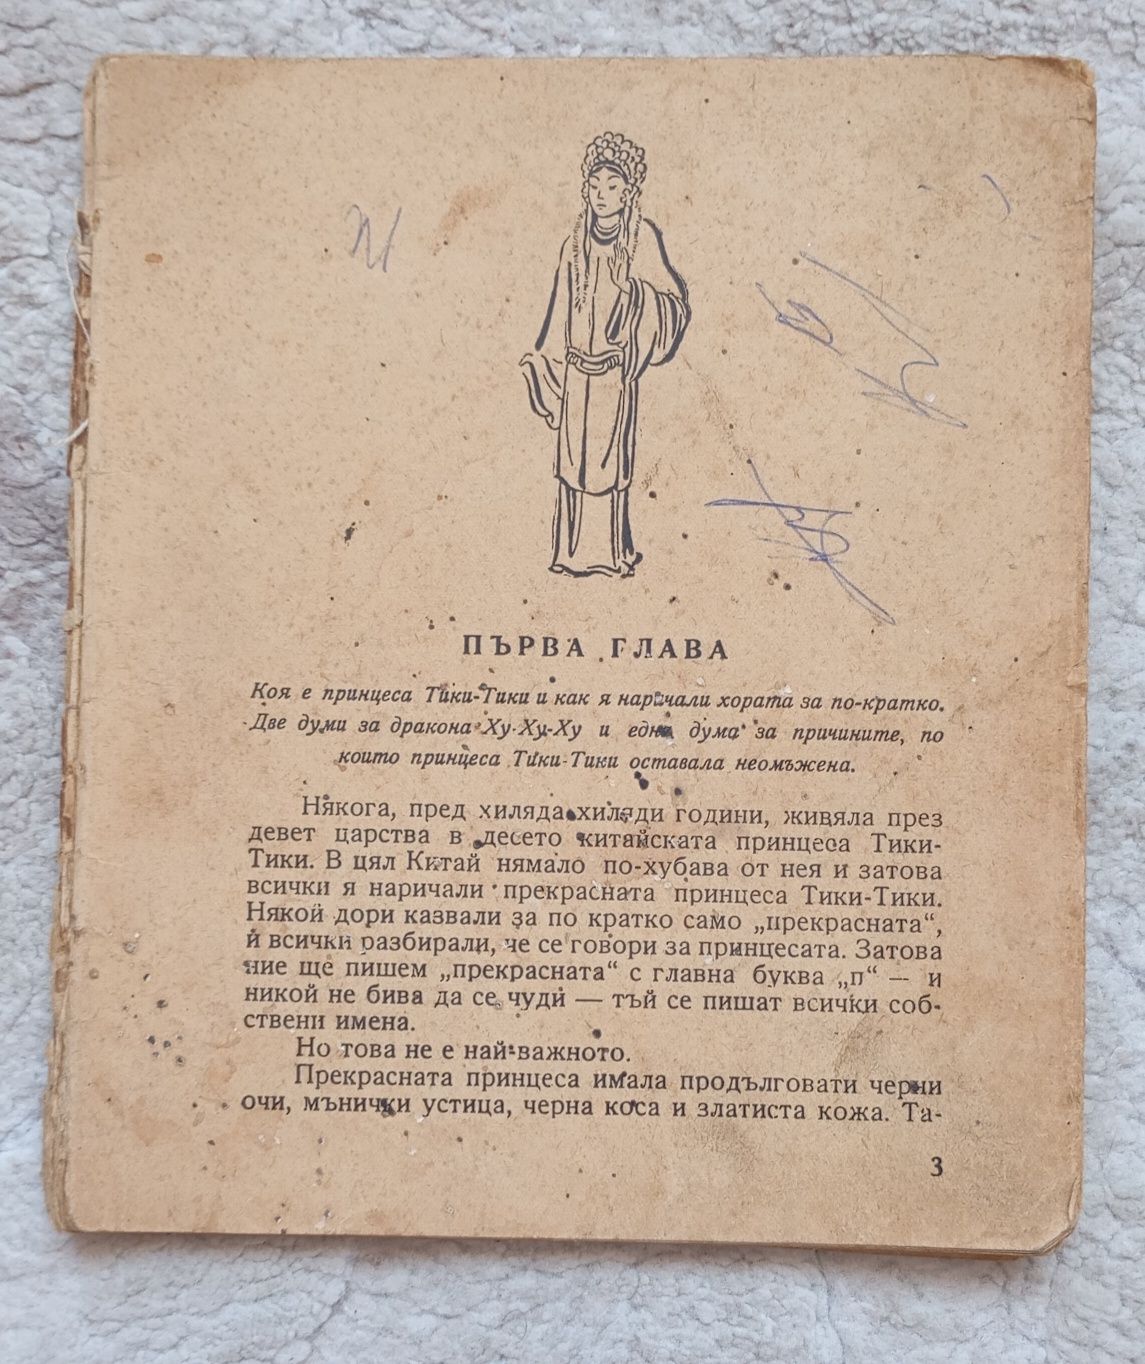 ПЪРВА ГЛАВА
Коя е принцеса Тики-Тики и как я наричали хората за по-кратко.
Две думи за дракона Ху-Ху-Ху и една дума за причините, по
които принцеса Тики-Тики оставала неомъжена.
Някога, пред хиляда хиляди години, живяла през
девет царства в десето китайската принцеса Тики-
Тики. В цял Китай нямало по-хубава от нея и затова
всички я наричали прекрасната принцеса Тики-Тики.
Някой дори казвали за по кратко само „прекрасната“,
и всички разбирали, че се говори за принцесата. Затова
ние ще пишем „прекрасната“ с главна буква „п“ — и
никой не бива да се чуди — тъй се пишат всички соб-
ствени имена.
Но това не е най-важното.
Прекрасната принцеса имала продълговати черни
очи, мънички устица, черна коса и златиста кожа. Та-
3